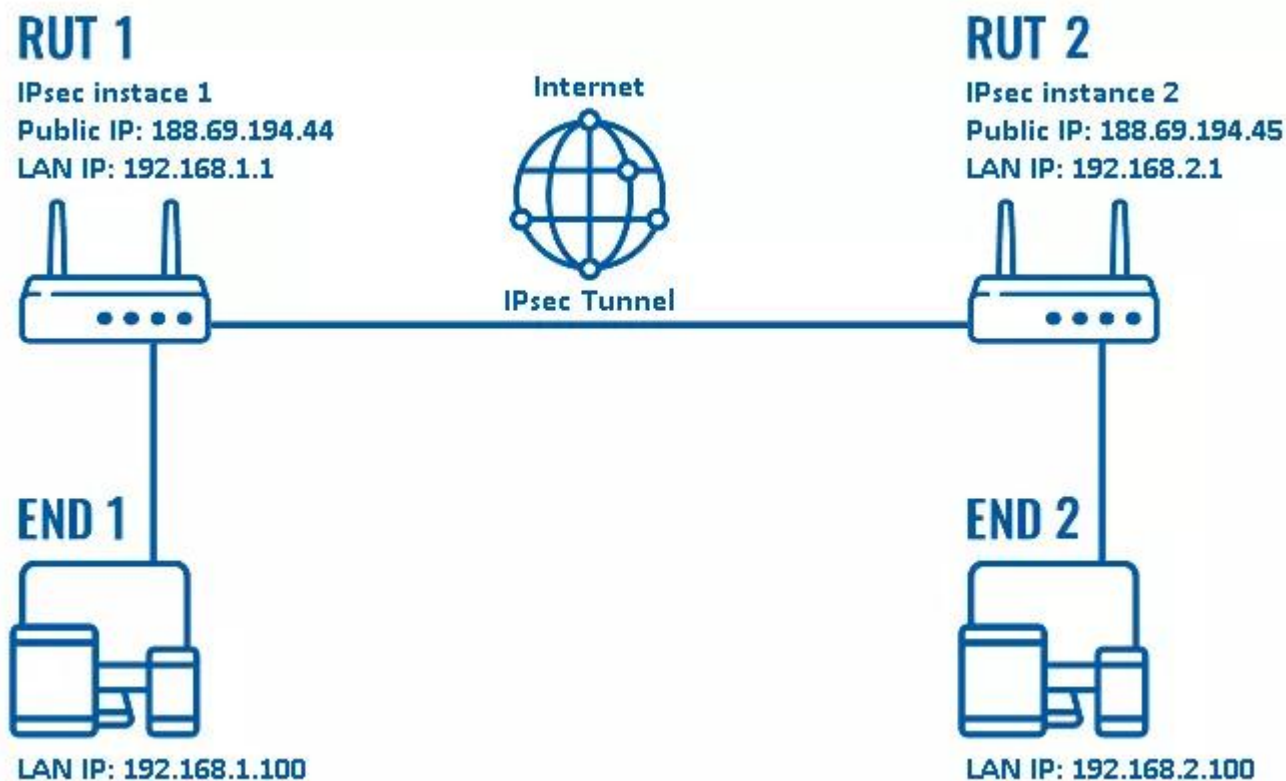 RUT 1
IPsec instace 1
Public IP: 188.69.194.44
LAN IP: 192.168.1.1
Internet
IPsec Tunnel
RUT 2
IPsec instance 2
Public IP: 188.69.194.45
LAN IP: 192.168.2.1
END 1
LAN IP: 192.168.1.100
END 2
LAN IP: 192.168.2.100